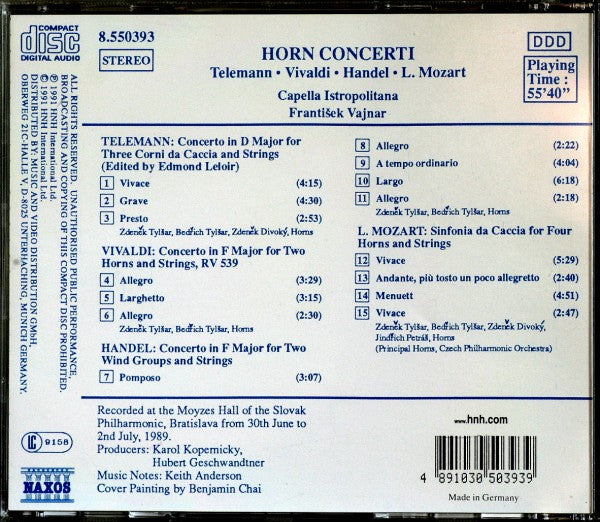 COMPACT
disc
DIGITAL AUDIO
8.550393
STEREO
HORN CONCERTI
Telemann · Vivaldi · Handel · L. Mozart
Capella Istropolitana
František Vajnar
DDD
Playing
Time :
55'40"
TELEMANN: Concerto in D Major for
Three Corni da Caccia and Strings
(Edited by Edmond Leloir)
1 Vivace (4:15)
2 Grave (4:30)
3 Presto (2:53)
Zdeněk Tylšar, Bedřich Tylšar, Zdeněk Divoký, Horns
VIVALDI: Concerto in F Major for Two
Horns and Strings, RV 539
4 Allegro (3:29)
5 Larghetto (3:15)
6 Allegro (2:30)
Zdeněk Tylšar, Bedřich Tylšar, Horns
HANDEL: Concerto in F Major for Two
Wind Groups and Strings
7 Pomposo (3:07)
8 Allegro (2:22)
9 A tempo ordinario (4:04)
10 Largo (6:18)
11 Allegro (2:18)
Zdeněk Tylšar, Bedřich Tylšar, Horns
L. MOZART: Sinfonia da Caccia for Four
Horns and Strings
12 Vivace (5:29)
13 Andante, più tosto un poco allegretto (2:40)
14 Menuett (4:51)
15 Vivace (2:47)
Zdeněk Tylšar, Bedřich Tylšar, Zdeněk Divoký,
Jindřich Petráš, Horns
(Principal Horns, Czech Philharmonic Orchestra)
Recorded at the Moyzes Hall of the Slovak
Philharmonic, Bratislava from 30th June to
2nd July, 1989.
Producers: Karol Kopernicky,
Hubert Geschwandtner
Music Notes: Keith Anderson
Cover Painting by Benjamin Chai
www.hnh.com
4 891030 503939
Made in Germany
ALL RIGHTS RESERVED. UNAUTHORISED PUBLIC PERFORMANCE,
BROADCASTING AND COPYING OF THIS COMPACT DISC PROHIBITED.
℗ 1991 HNH International Ltd.
© 1991 HNH International Ltd.
DISTRIBUTED BY: MUSIC AND VIDEO DISTRIBUTION GMBH,
OBERWEG 21C-HALLE V, D-8025 UNTERHACHING, MUNICH GERMANY.
LC 9158
NAXOS